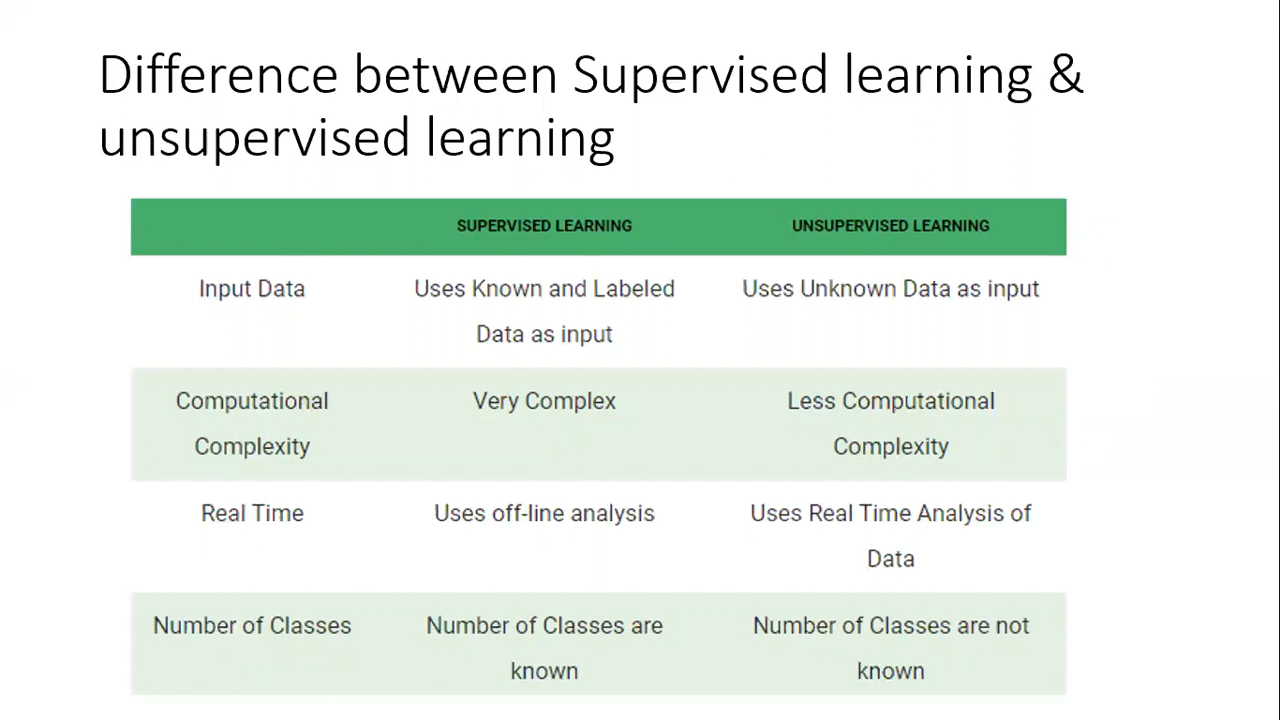 Difference between Supervised learning &
unsupervised learning
SUPERVISED LEARNING UNSUPERVISED LEARNING
Input Data Uses Known and Labeled Uses Unknown Data as input
Data as input
Computational Very Complex Less Computational
Complexity Complexity
Real Time Uses off-line analysis Uses Real Time Analysis of
Data
Number of Classes Number of Classes are Number of Classes are not
known known